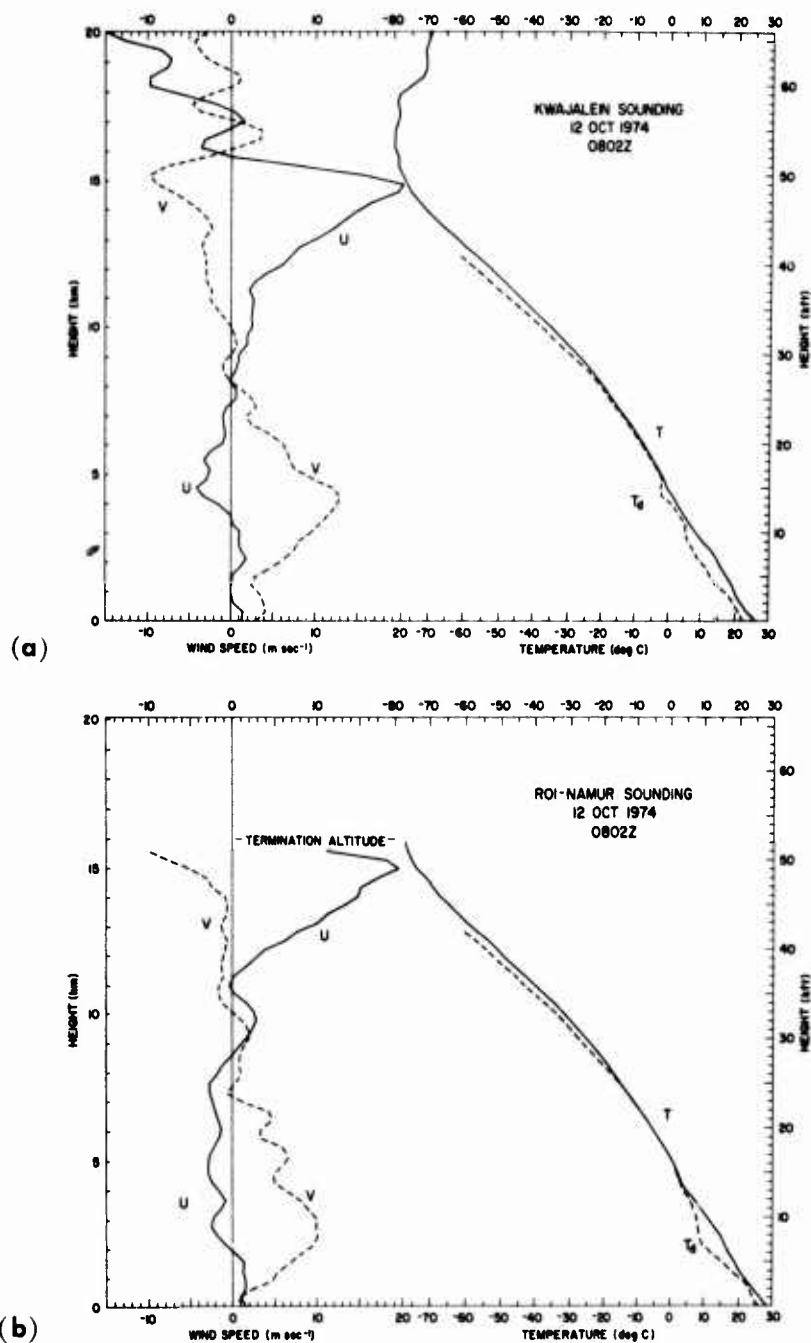 -10 0 10 -80 -70 -60 -50 -40 -30 -20 -10 0 10 20 30
20
KWAJALEIN SOUNDING
12 OCT 1974
0802Z
60
50
15
V
U
40
HEIGHT (km)
10
30
HEIGHT (kft)
T
20
5
V
U
Td
10
0
-10 0 10 20 -70 -60 -50 -40 -30 -20 -10 0 10 20 30
WIND SPEED (m sec⁻¹) TEMPERATURE (deg C)
(a)
-10 0 10 -80 -70 -60 -50 -40 -30 -20 -10 0 10 20 30
20
60
ROI-NAMUR SOUNDING
12 OCT 1974
0802Z
- TERMINATION ALTITUDE -
50
15
V
U
40
HEIGHT (km)
10
30
HEIGHT (kft)
T
20
5
U
V
10
Td
0
-10 0 10 20 -70 -60 -50 -40 -30 -20 -10 0 10 20 30
WIND SPEED (m sec⁻¹) TEMPERATURE (deg C)
(b)